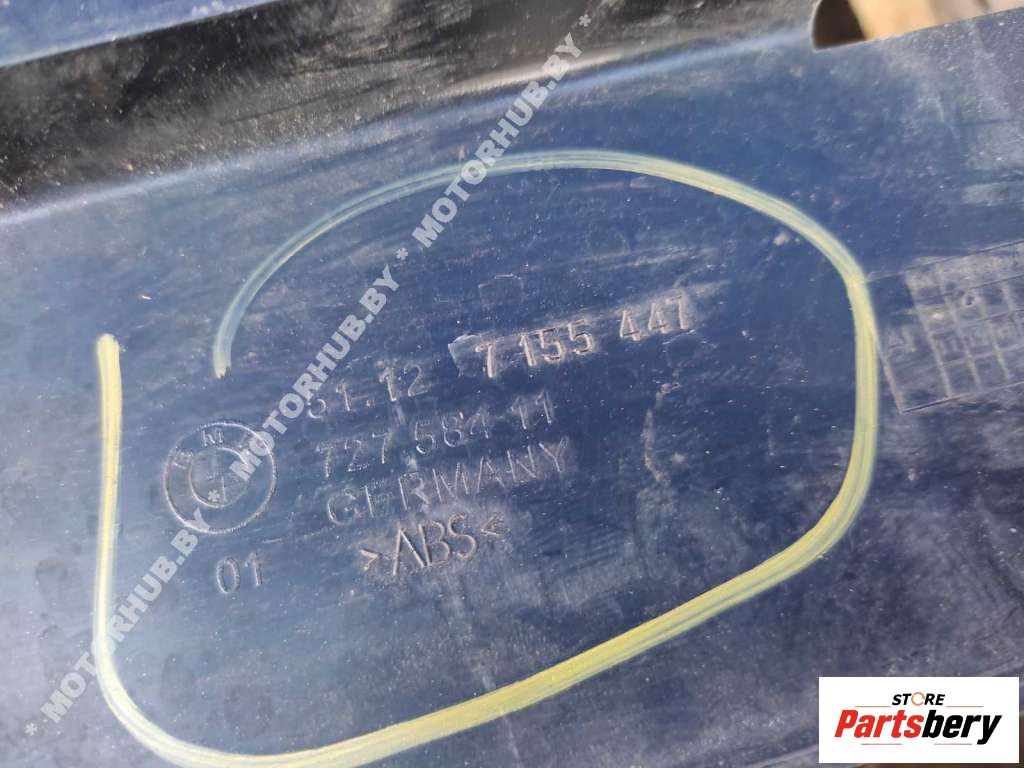 * MOTORHUB.BY * MOTORHUB.BY * MOTORHUB.BY *
51.12 7 155 447
727 584 11
GERMANY
>ABS<
01
STORE
Partsbery